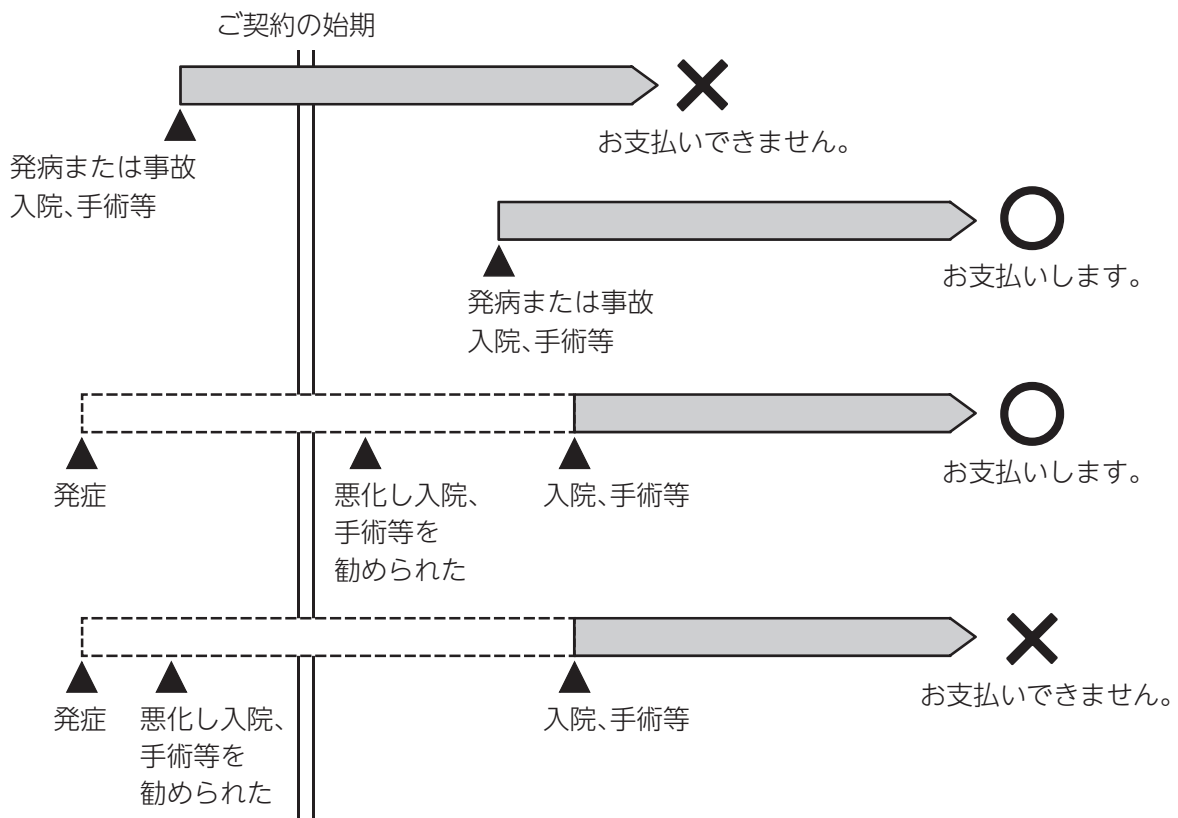 ご契約の始期
お支払いできません。
発病または事故
入院、手術等
お支払いします。
発病または事故
入院、手術等
お支払いします。
発症
悪化し入院、
手術等を
勧められた
入院、手術等
お支払いできません。
発症
悪化し入院、
手術等を
勧められた
入院、手術等